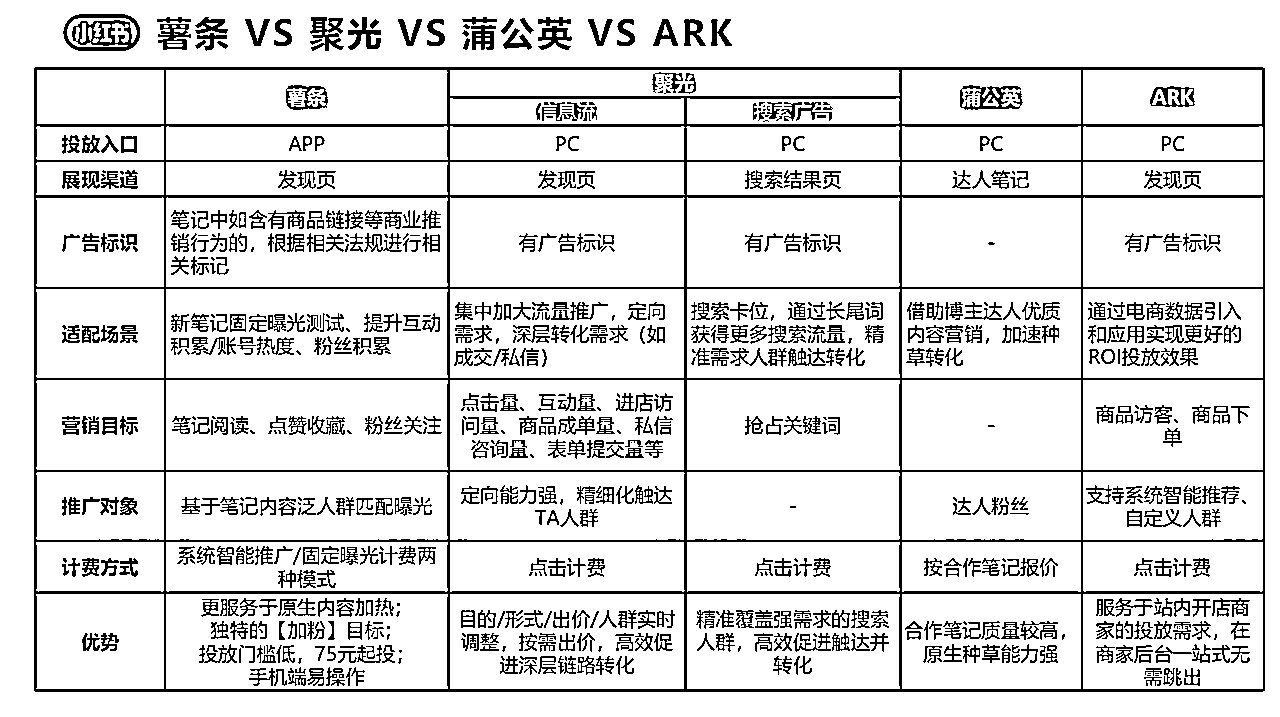 小红书 薯条 VS 聚光 VS 蒲公英 VS ARK
薯条
聚光
信息流
搜索广告
蒲公英
ARK
投放入口
APP
PC
PC
PC
PC
展现渠道
发现页
发现页
搜索结果页
达人笔记
发现页
广告标识
笔记中如含有商品链接等商业推
销行为的，根据相关法规进行相
关标记
有广告标识
有广告标识
-
有广告标识
适配场景
新笔记固定曝光测试、提升互动
积累/账号热度、粉丝积累
集中加大流量推广，定向
需求，深层转化需求（如
成交/私信）
搜索卡位，通过长尾词
获得更多搜索流量，精
准需求人群触达转化
借助博主达人优质
内容营销，加速种
草转化
通过电商数据引入
和应用实现更好的
ROI投放效果
营销目标
笔记阅读、点赞收藏、粉丝关注
点击量、互动量、进店访
问量、商品成单量、私信
咨询量、表单提交量等
抢占关键词
-
商品访客、商品下
单
推广对象
基于笔记内容泛人群匹配曝光
定向能力强，精细化触达
TA人群
-
达人粉丝
支持系统智能推荐、
自定义人群
计费方式
系统智能推广/固定曝光计费两
种模式
点击计费
点击计费
按合作笔记报价
点击计费
优势
更服务于原生内容加热；
独特的【加粉】目标；
投放门槛低，75元起投；
手机端易操作
目的/形式/出价/人群实时
调整，按需出价，高效促
进深层链路转化
精准覆盖强需求的搜索
人群，高效促进触达并
转化
合作笔记质量较高，
原生种草能力强
服务于站内开店商
家的投放需求，在
商家后台一站式无
需跳出